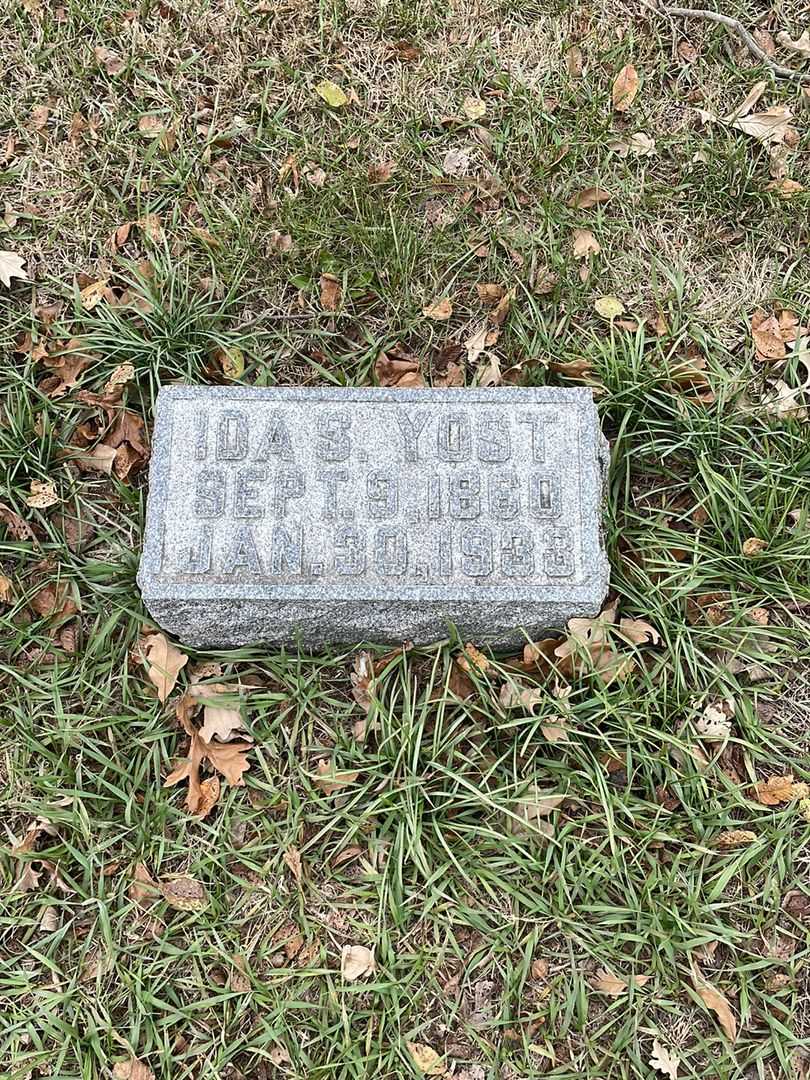 IDA S. YOST
SEPT. 9, 1860
JAN. 30, 1933